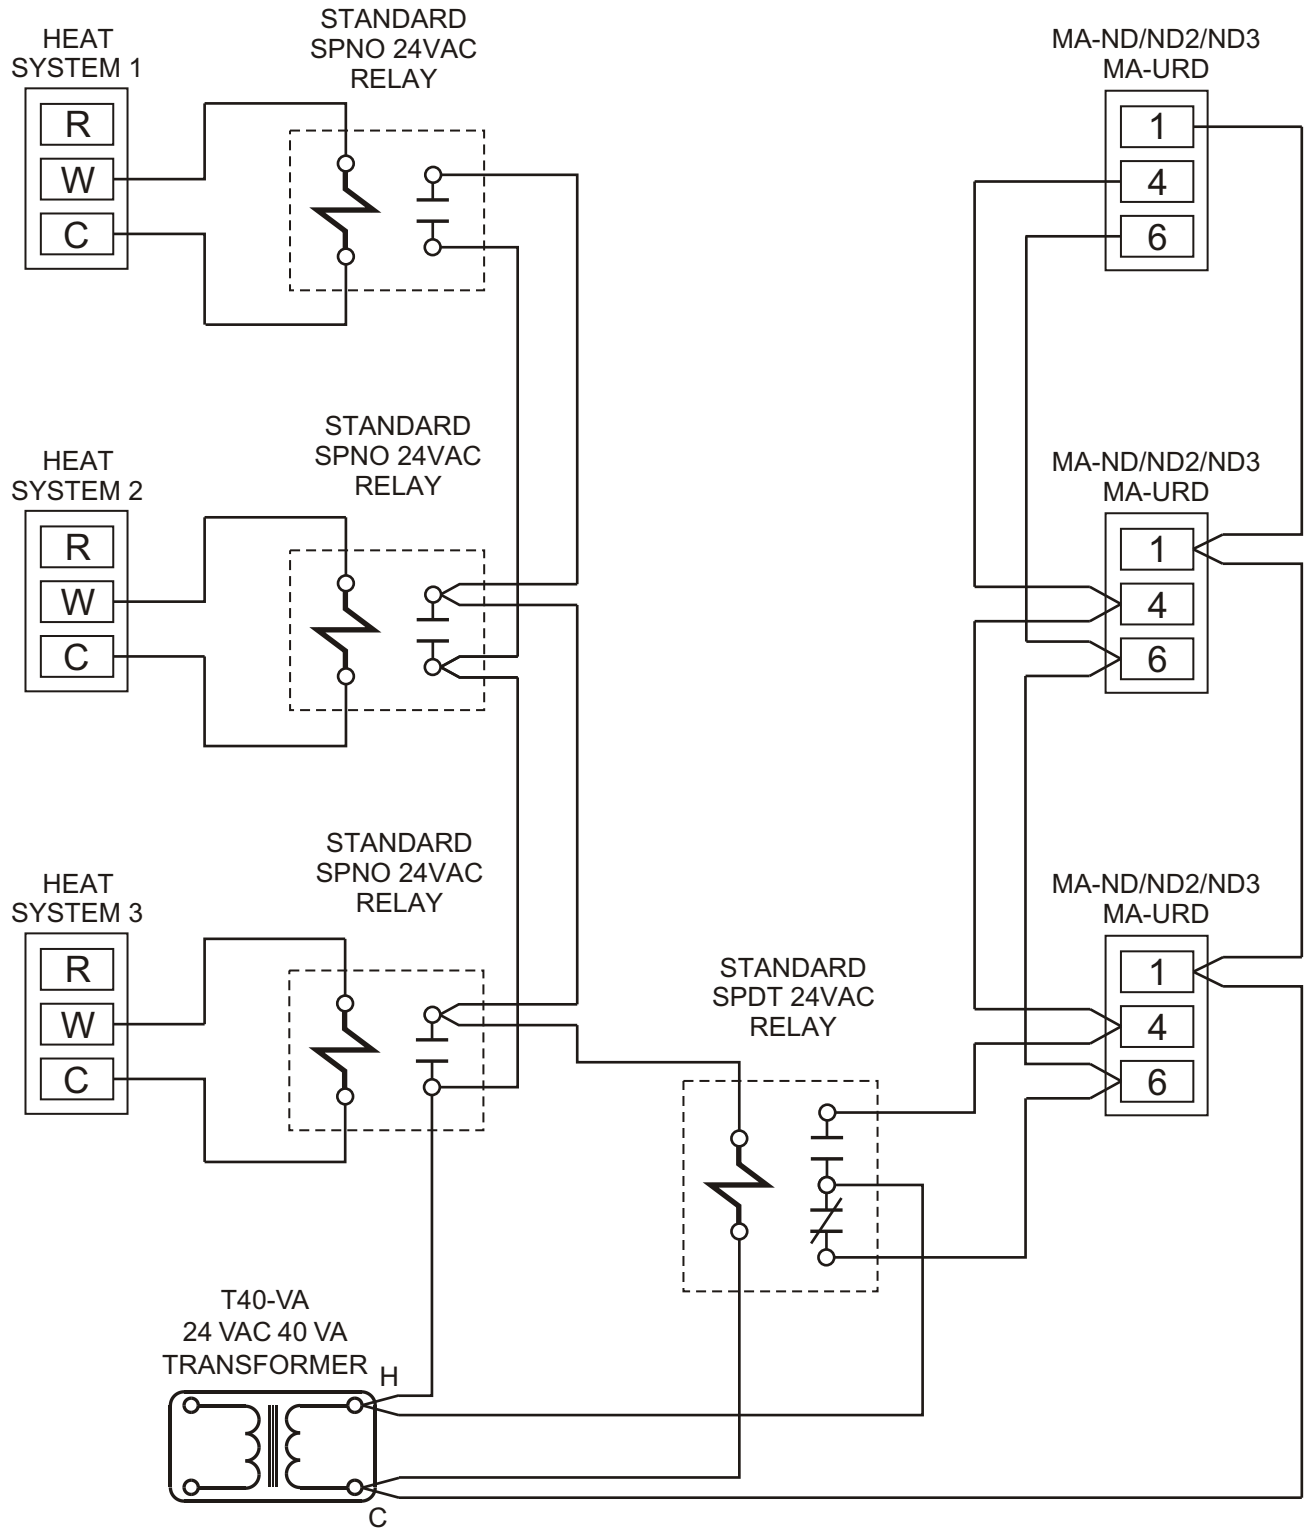 STANDARD
SPNO 24VAC
RELAY
HEAT
SYSTEM 1
R
W
C
MA-ND/ND2/ND3
MA-URD
1
4
6
STANDARD
SPNO 24VAC
RELAY
HEAT
SYSTEM 2
R
W
C
MA-ND/ND2/ND3
MA-URD
1
4
6
STANDARD
SPNO 24VAC
RELAY
HEAT
SYSTEM 3
R
W
C
MA-ND/ND2/ND3
MA-URD
1
4
6
STANDARD
SPDT 24VAC
RELAY
T40-VA
24 VAC 40 VA
TRANSFORMER
H
C